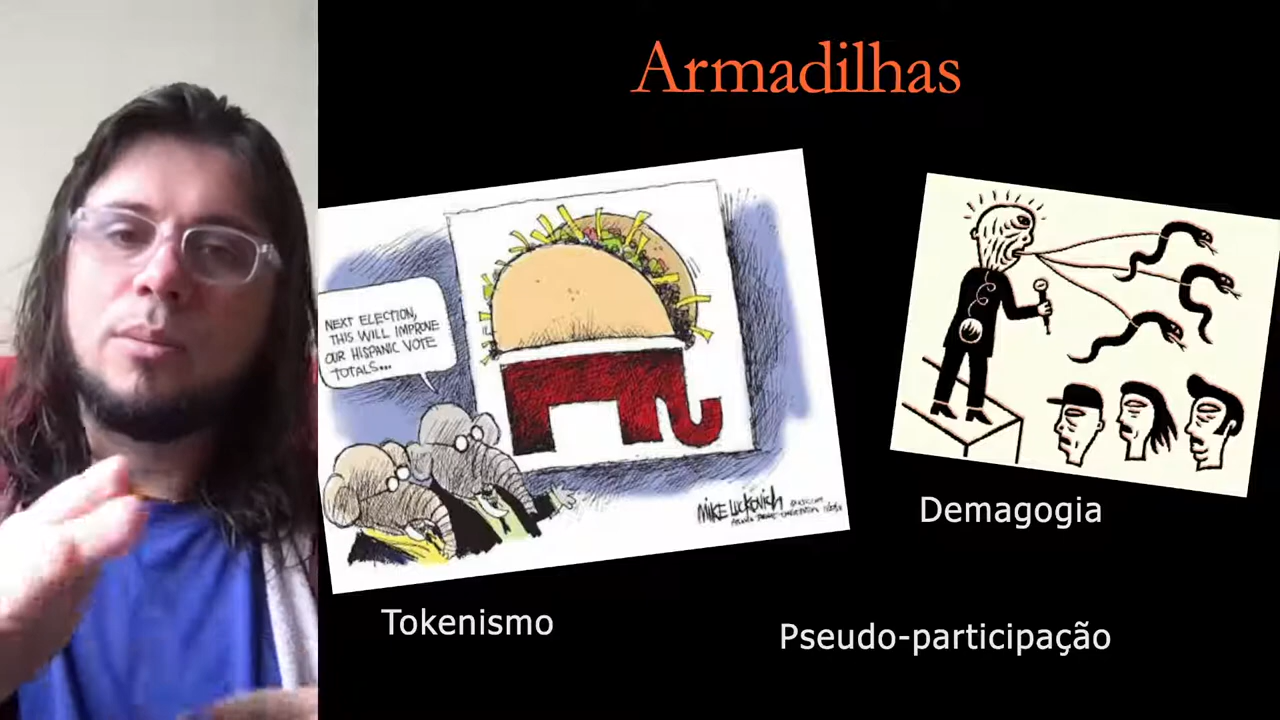 Armadilhas
NEXT ELECTION,
THIS WILL IMPROVE
OUR HISPANIC VOTE
TOTALS...
MIKE LUCKOVICH
Demagogia
Tokenismo
Pseudo-participação